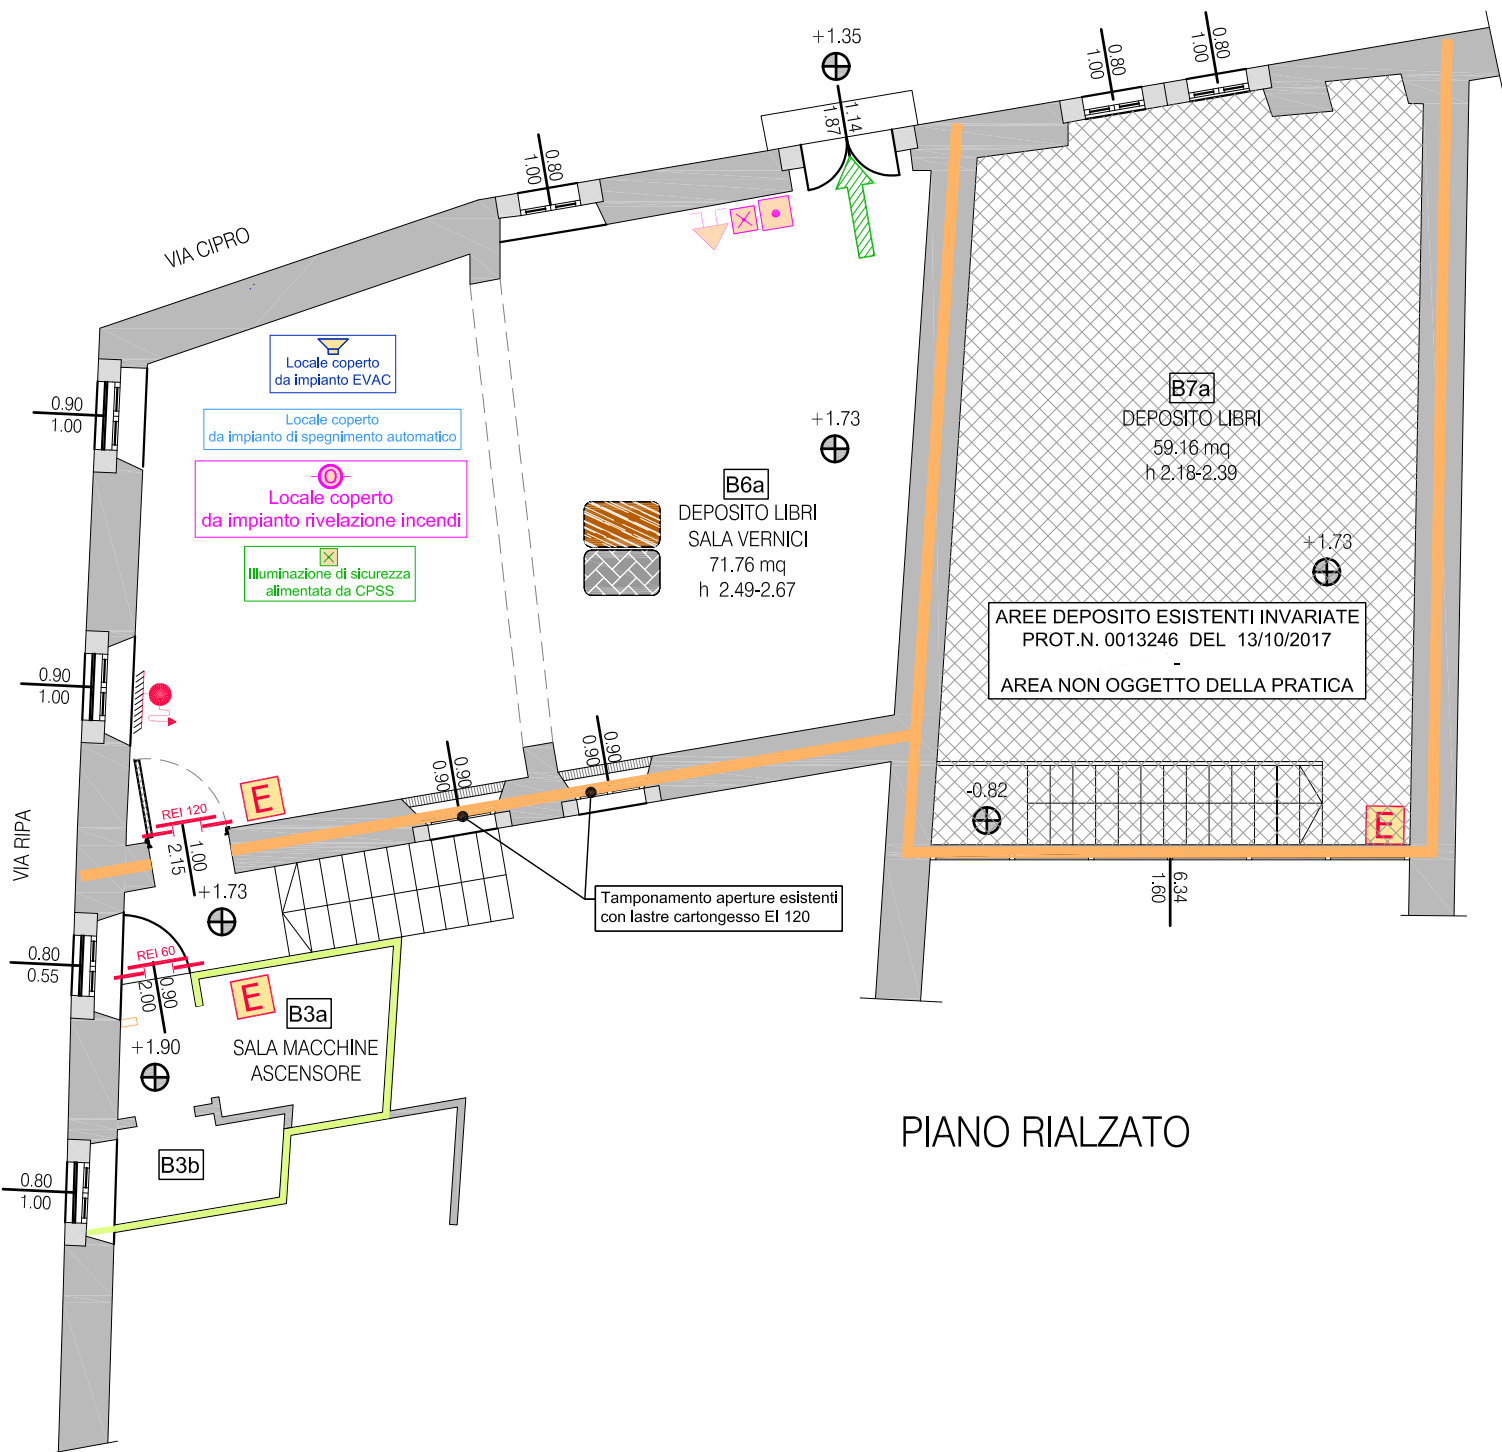 +1.35
1.14
1.87
0.80
1.00
0.80
1.00
0.80
1.00
VIA CIPRO
Locale coperto
da impianto EVAC
Locale coperto
da impianto di spegnimento automatico
O
Locale coperto
da impianto rivelazione incendi
Illuminazione di sicurezza
alimentata da CPSS
0.90
1.00
+1.73
B6a
DEPOSITO LIBRI
SALA VERNICI
71.76 mq
h 2.49-2.67
B7a
DEPOSITO LIBRI
59.16 mq
h 2.18-2.39
+1.73
AREE DEPOSITO ESISTENTI INVARIATE
PROT.N. 0013246 DEL 13/10/2017
-
AREA NON OGGETTO DELLA PRATICA
0.90
1.00
0.90
0.90
0.90
0.90
-0.82
E
E
REI 120
1.00
2.15
VIA RIPA
+1.73
6.34
1.60
Tamponamento aperture esistenti
con lastre cartongesso EI 120
0.80
0.55
REI 60
0.90
2.00
E
B3a
SALA MACCHINE
ASCENSORE
+1.90
B3b
0.80
1.00
PIANO RIALZATO